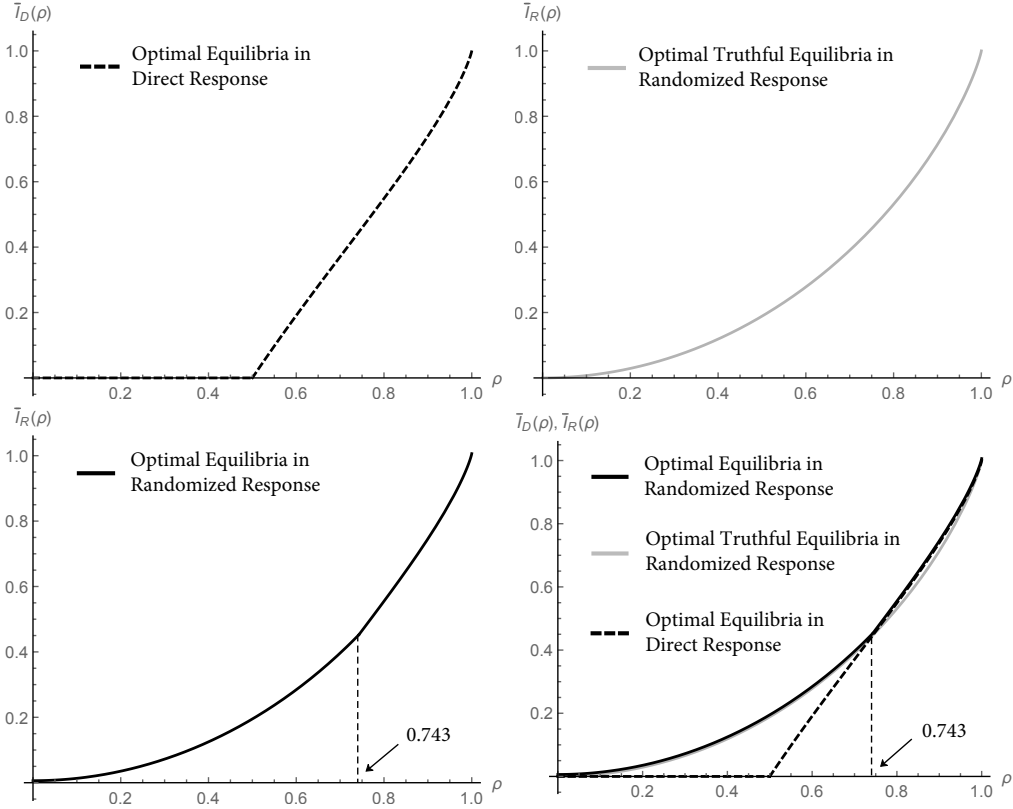 Ī_D(ρ)
1.0
0.8
0.6
0.4
0.2
0.2 0.4 0.6 0.8 1.0 ρ
Optimal Equilibria in
Direct Response
Ī_R(ρ)
1.0
0.8
0.6
0.4
0.2
0.2 0.4 0.6 0.8 1.0 ρ
Optimal Truthful Equilibria in
Randomized Response
Ī_R(ρ)
1.0
0.8
0.6
0.4
0.2
0.2 0.4 0.6 0.8 1.0 ρ
Optimal Equilibria in
Randomized Response
0.743
Ī_D(ρ), Ī_R(ρ)
1.0
0.8
0.6
0.4
0.2
0.2 0.4 0.6 0.8 1.0 ρ
Optimal Equilibria in
Randomized Response
Optimal Truthful Equilibria in
Randomized Response
Optimal Equilibria in
Direct Response
0.743